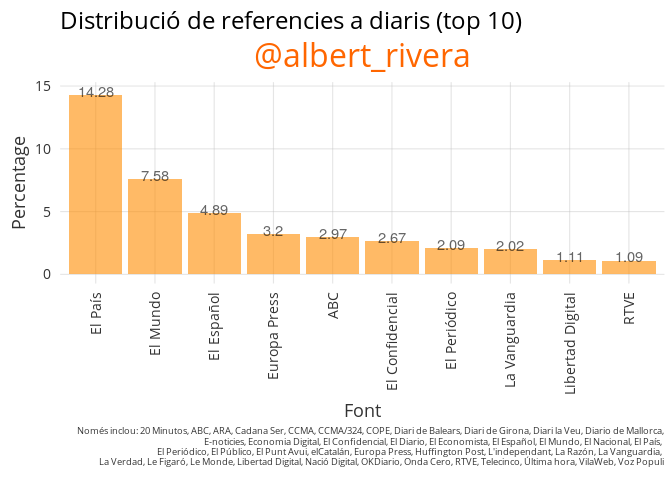 Distribució de referencies a diaris (top 10)
@albert_rivera
Percentage
15
10
5
0
14.28
7.58
4.89
3.2
2.97
2.67
2.09
2.02
1.11
1.09
El País
El Mundo
El Español
Europa Press
ABC
El Confidencial
El Periódico
La Vanguardia
Libertad Digital
RTVE
Font
Només inclou: 20 Minutos, ABC, ARA, Cadana Ser, CCMA, CCMA/324, COPE, Diari de Balears, Diari de Girona, Diari la Veu, Diario de Mallorca,
E-noticies, Economia Digital, El Confidencial, El Diario, El Economista, El Español, El Mundo, El Nacional, El País,
El Periódico, El Público, El Punt Avui, elCatalán, Europa Press, Huffington Post, L'independant, La Razón, La Vanguardia,
La Verdad, Le Figaró, Le Monde, Libertad Digital, Nació Digital, OKDiario, Onda Cero, RTVE, Telecinco, Última hora, VilaWeb, Voz Populi